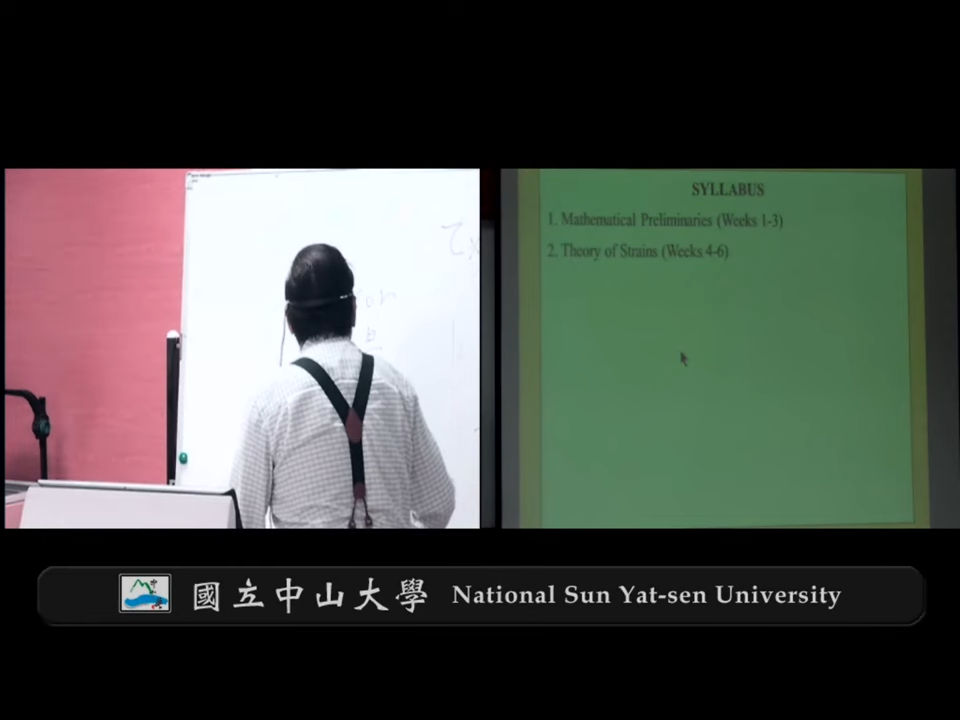 SYLLABUS
1. Mathematical Preliminaries (Weeks 1-3)
2. Theory of Strains (Weeks 4-6)
國立中山大學 National Sun Yat-sen University